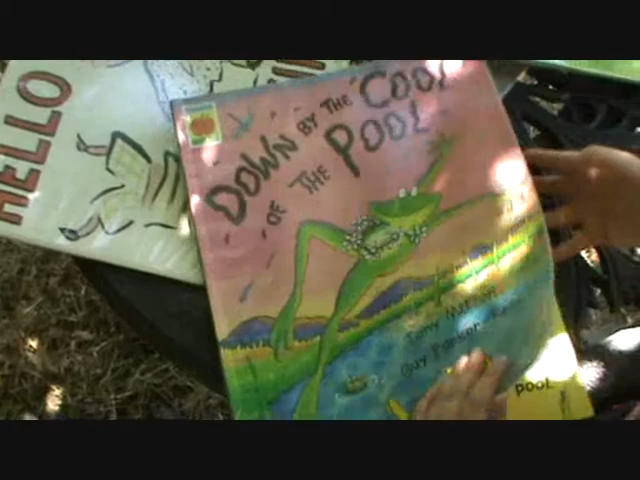 HELLO
DOWN BY THE COOL
OF THE POOL
Tony Mitton
Guy Parker-Rees
POOL